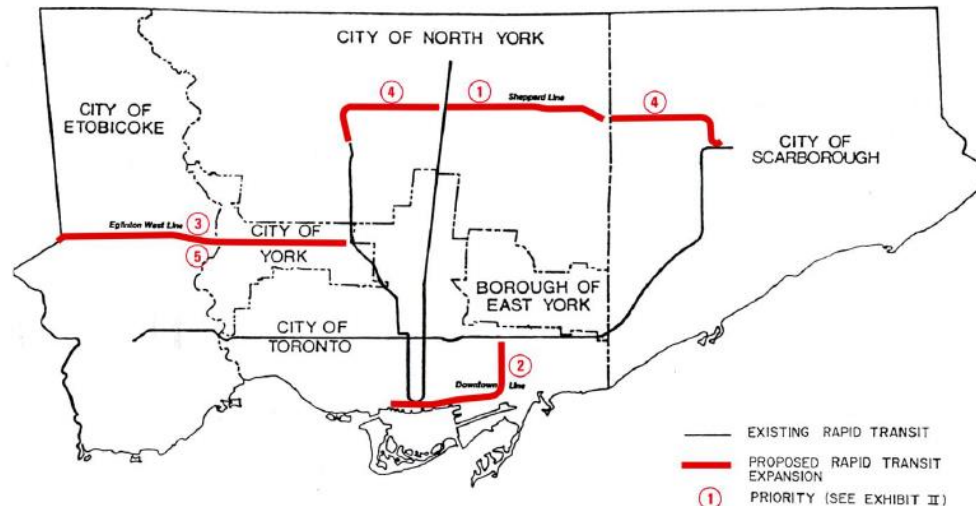 CITY OF NORTH YORK
4
1
Sheppard Line
4
CITY OF
ETOBICOKE
CITY OF
SCARBOROUGH
Eglinton West Line
3
CITY OF
YORK
5
BOROUGH OF
EAST YORK
CITY OF
TORONTO
2
Downtown Line
EXISTING RAPID TRANSIT
PROPOSED RAPID TRANSIT
EXPANSION
1 PRIORITY (SEE EXHIBIT II)